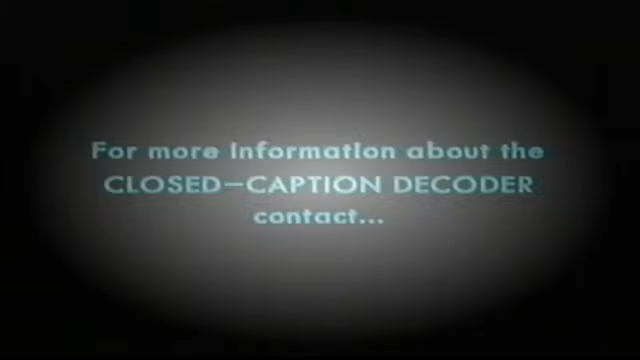 For more information about the
CLOSED-CAPTION DECODER
contact...